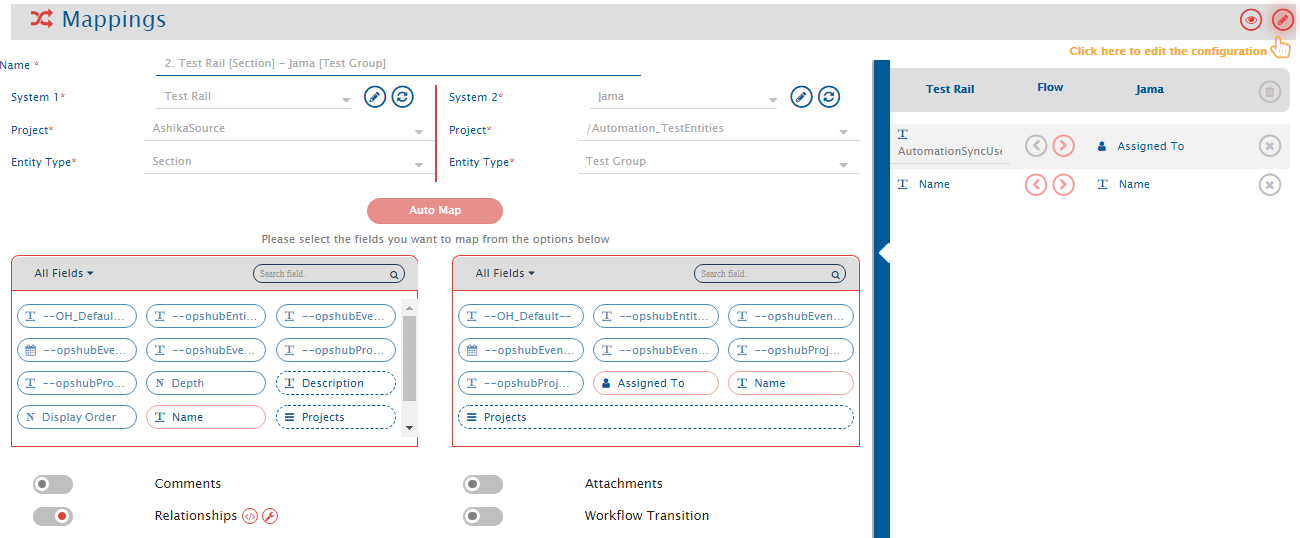 Mappings
Click here to edit the configuration
Name *
2. Test Rail [Section] - Jama [Test Group]
System 1*
Test Rail
System 2*
Jama
Project*
AshikaSource
Project*
/Automation_TestEntities
Entity Type*
Section
Entity Type*
Test Group
Auto Map
Please select the fields you want to map from the options below
All Fields
Search field..
All Fields
Search field..
--OH_Defaul...
--opshubEnti...
--opshubEve...
--opshubEve...
--opshubEve...
--opshubPro...
--opshubPro...
N Depth
Description
N Display Order
Name
Projects
--OH_Default--
--opshubEntit...
--opshubEven...
--opshubEven...
--opshubEven...
--opshubProj...
--opshubProj...
Assigned To
Name
Projects
Comments
Attachments
Relationships
Workflow Transition
Test Rail
Flow
Jama
AutomationSyncUse
Assigned To
Name
Name